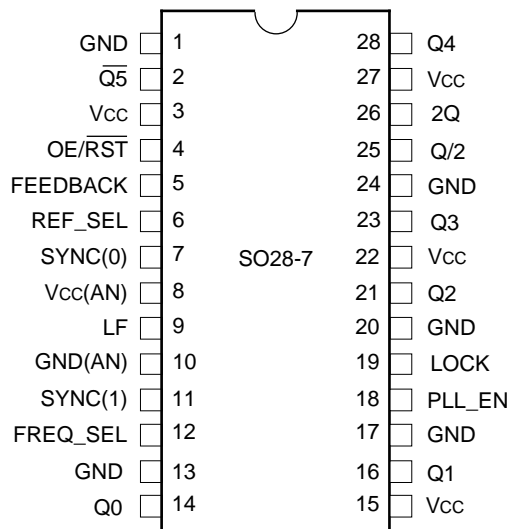 GND 1 28 Q4
Q̅5̅ 2 27 VCC
VCC 3 26 2Q
OE/R̅S̅T̅ 4 25 Q/2
FEEDBACK 5 24 GND
REF_SEL 6 23 Q3
SYNC(0) 7 SO28-7 22 VCC
VCC(AN) 8 21 Q2
LF 9 20 GND
GND(AN) 10 19 LOCK
SYNC(1) 11 18 PLL_EN
FREQ_SEL 12 17 GND
GND 13 16 Q1
Q0 14 15 VCC